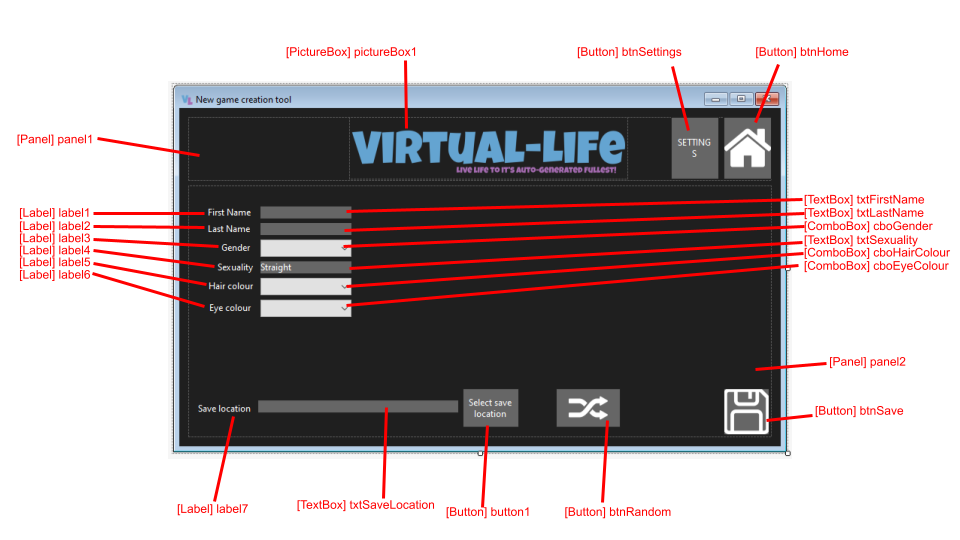 [PictureBox] pictureBox1
[Button] btnSettings
[Button] btnHome
New game creation tool
[Panel] panel1
VIRTUAL-LIFE
LIVE LIFE TO IT'S AUTO-GENERATED FULLEST!
SETTING
S
[Label] label1
[Label] label2
[Label] label3
[Label] label4
[Label] label5
[Label] label6
First Name
Last Name
Gender
Sexuality
Straight
Hair colour
Eye colour
[TextBox] txtFirstName
[TextBox] txtLastName
[ComboBox] cboGender
[TextBox] txtSexuality
[ComboBox] cboHairColour
[ComboBox] cboEyeColour
[Panel] panel2
Save location
Select save
location
[Button] btnSave
[Label] label7
[TextBox] txtSaveLocation
[Button] button1
[Button] btnRandom